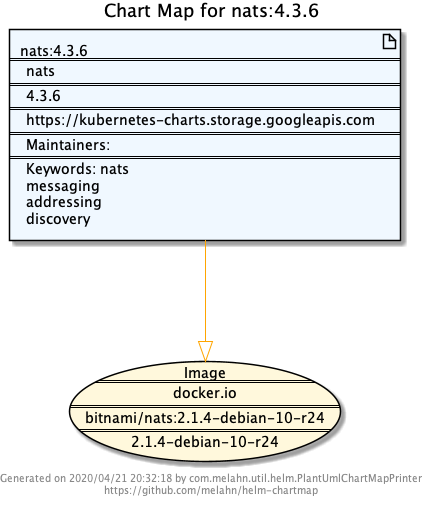 Chart Map for nats:4.3.6
nats:4.3.6
nats
4.3.6
https://kubernetes-charts.storage.googleapis.com
Maintainers:
Keywords: nats
messaging
addressing
discovery
Image
docker.io
bitnami/nats:2.1.4-debian-10-r24
2.1.4-debian-10-r24
Generated on 2020/04/21 20:32:18 by com.melahn.util.helm.PlantUmlChartMapPrinter
https://github.com/melahn/helm-chartmap